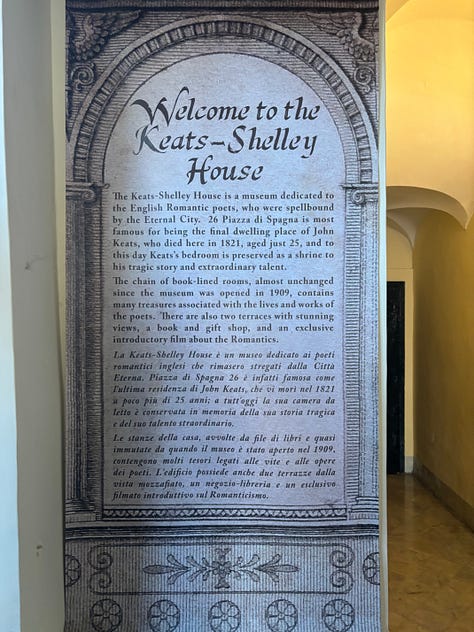 Welcome to the
Keats-Shelley
House
The Keats-Shelley House is a museum dedicated to
the English Romantic poets, who were spellbound
by the Eternal City. 26 Piazza di Spagna is most
famous for being the final dwelling place of John
Keats, who died here in 1821, aged just 25, and to
this day Keats's bedroom is preserved as a shrine to
his tragic story and extraordinary talent.
The chain of book-lined rooms, almost unchanged
since the museum was opened in 1909, contains
many treasures associated with the lives and works of
the poets. There are also two terraces with stunning
views, a book and gift shop, and an exclusive
introductory film about the Romantics.
La Keats-Shelley House è un museo dedicato ai poeti
romantici inglesi che rimasero stregati dalla Città
Eterna. Piazza di Spagna 26 è infatti famosa come
l'ultima residenza di John Keats, che vi morì nel 1821
a poco più di 25 anni; a tutt'oggi la sua camera da
letto è conservata in memoria della sua storia tragica
e del suo talento straordinario.
Le stanze della casa, avvolte da file di libri e quasi
immutate da quando il museo è stato aperto nel 1909,
contengono molti tesori legati alle vite e alle opere
dei poeti. L'edificio possiede anche due terrazze dalla
vista mozzafiato, un negozio-libreria e un esclusivo
filmato introduttivo sul Romanticismo.